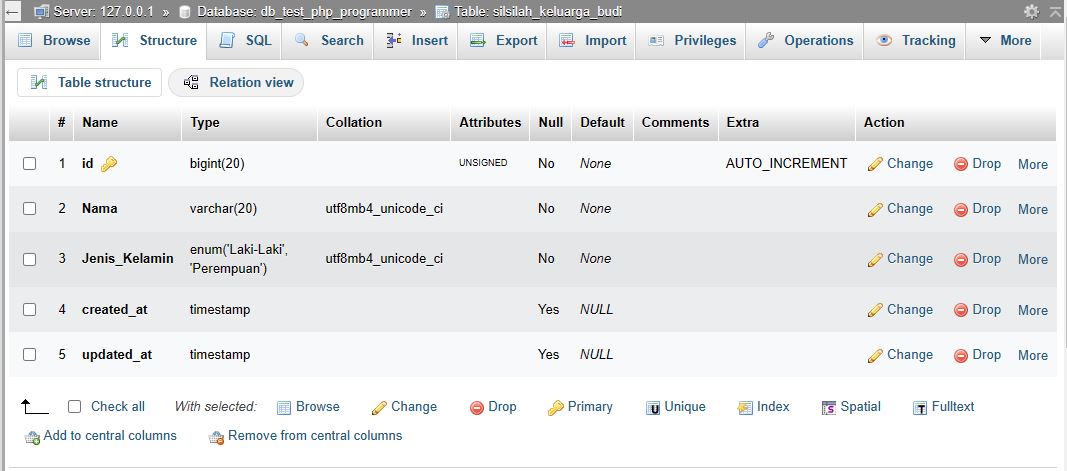 Server: 127.0.0.1 » Database: db_test_php_programmer » Table: silsilah_keluarga_budi
Browse Structure SQL Search Insert Export Import Privileges Operations Tracking More
Table structure Relation view
# Name Type Collation Attributes Null Default Comments Extra Action
1 id bigint(20) UNSIGNED No None AUTO_INCREMENT Change Drop More
2 Nama varchar(20) utf8mb4_unicode_ci No None Change Drop More
3 Jenis_Kelamin enum('Laki-Laki', 'Perempuan') utf8mb4_unicode_ci No None Change Drop More
4 created_at timestamp Yes NULL Change Drop More
5 updated_at timestamp Yes NULL Change Drop More
Check all With selected: Browse Change Drop Primary Unique Index Spatial Fulltext
Add to central columns Remove from central columns